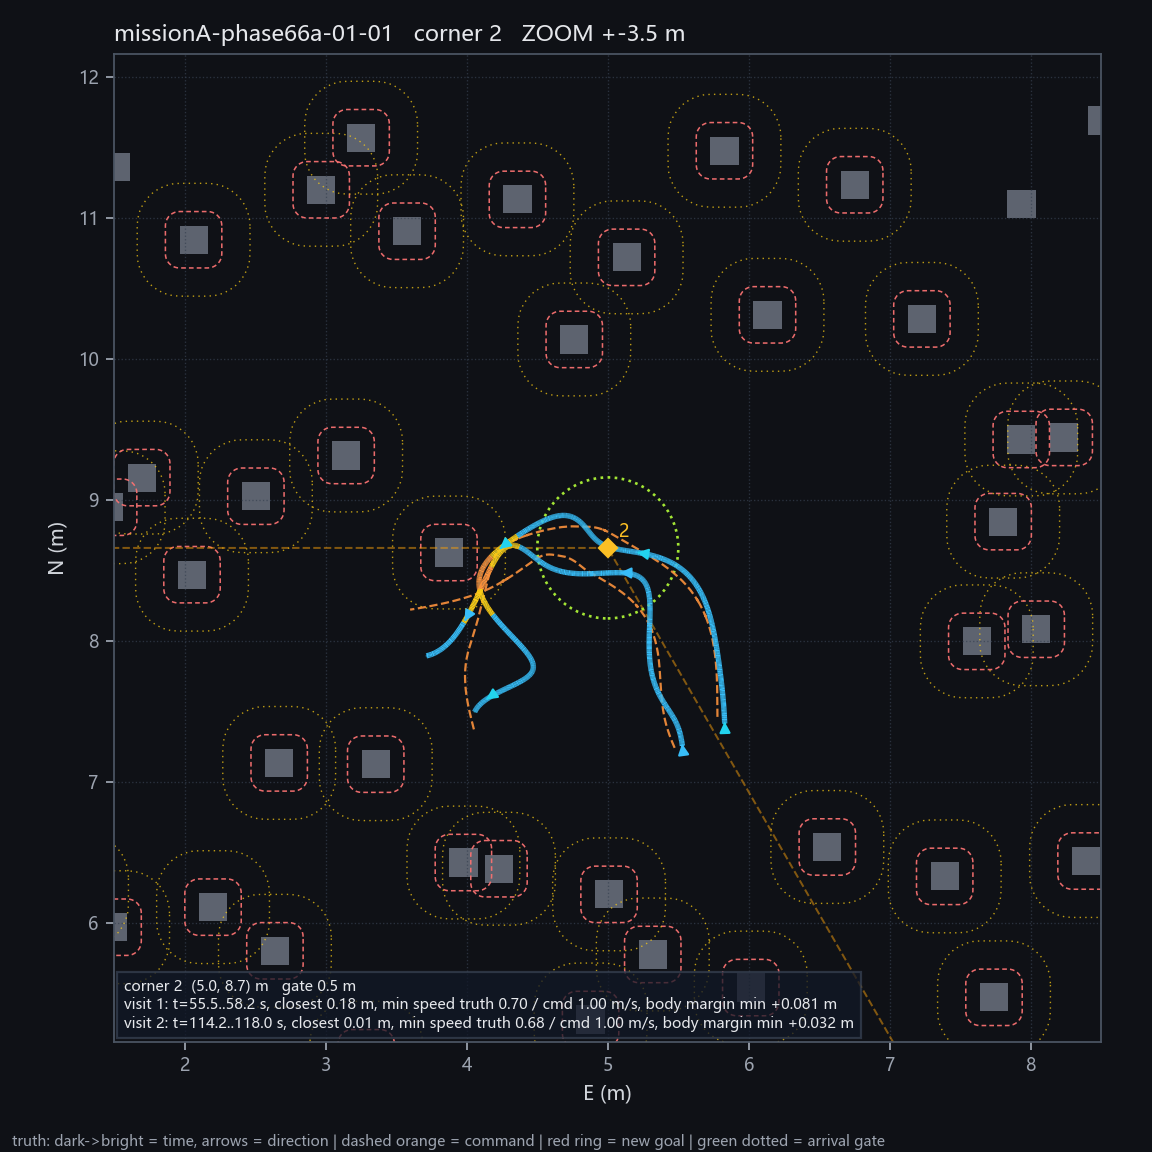 missionA-phase66a-01-01   corner 2   ZOOM +-3.5 m
12
11
10
9
8
7
6
N (m)
2
corner 2  (5.0, 8.7) m   gate 0.5 m
visit 1: t=55.5..58.2 s, closest 0.18 m, min speed truth 0.70 / cmd 1.00 m/s, body margin min +0.081 m
visit 2: t=114.2..118.0 s, closest 0.01 m, min speed truth 0.68 / cmd 1.00 m/s, body margin min +0.032 m
2 3 4 5 6 7 8
E (m)
truth: dark->bright = time, arrows = direction | dashed orange = command | red ring = new goal | green dotted = arrival gate